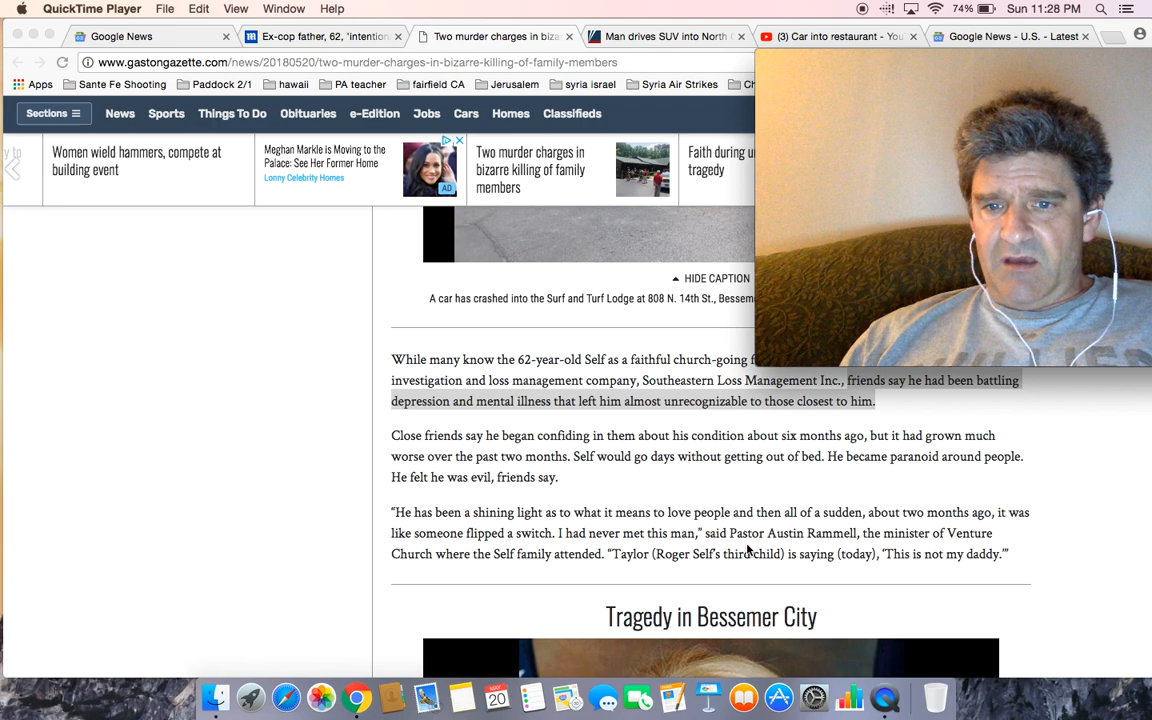 QuickTime Player File Edit View Window Help 74% Sun 11:28 PM
Google News
Ex-cop father, 62, 'intention
Two murder charges in biza
Man drives SUV into North C
(3) Car into restaurant - You
Google News - U.S. - Latest
www.gastongazette.com/news/20180520/two-murder-charges-in-bizarre-killing-of-family-members
Apps Sante Fe Shooting Paddock 2/1 hawaii PA teacher fairfield CA Jerusalem syria israel Syria Air Strikes Ch
Sections News Sports Things To Do Obituaries e-Edition Jobs Cars Homes Classifieds
y to
Women wield hammers, compete at
building event
Meghan Markle is Moving to the
Palace: See Her Former Home
Lonny Celebrity Homes
AD
Two murder charges in
bizarre killing of family
members
Faith during u
tragedy
HIDE CAPTION
A car has crashed into the Surf and Turf Lodge at 808 N. 14th St., Bessem
While many know the 62-year-old Self as a faithful church-going f
investigation and loss management company, Southeastern Loss Management Inc., friends say he had been battling
depression and mental illness that left him almost unrecognizable to those closest to him.
Close friends say he began confiding in them about his condition about six months ago, but it had grown much
worse over the past two months. Self would go days without getting out of bed. He became paranoid around people.
He felt he was evil, friends say.
“He has been a shining light as to what it means to love people and then all of a sudden, about two months ago, it was
like someone flipped a switch. I had never met this man,” said Pastor Austin Rammell, the minister of Venture
Church where the Self family attended. “Taylor (Roger Self’s third child) is saying (today), ‘This is not my daddy.’”
Tragedy in Bessemer City
MAY
20